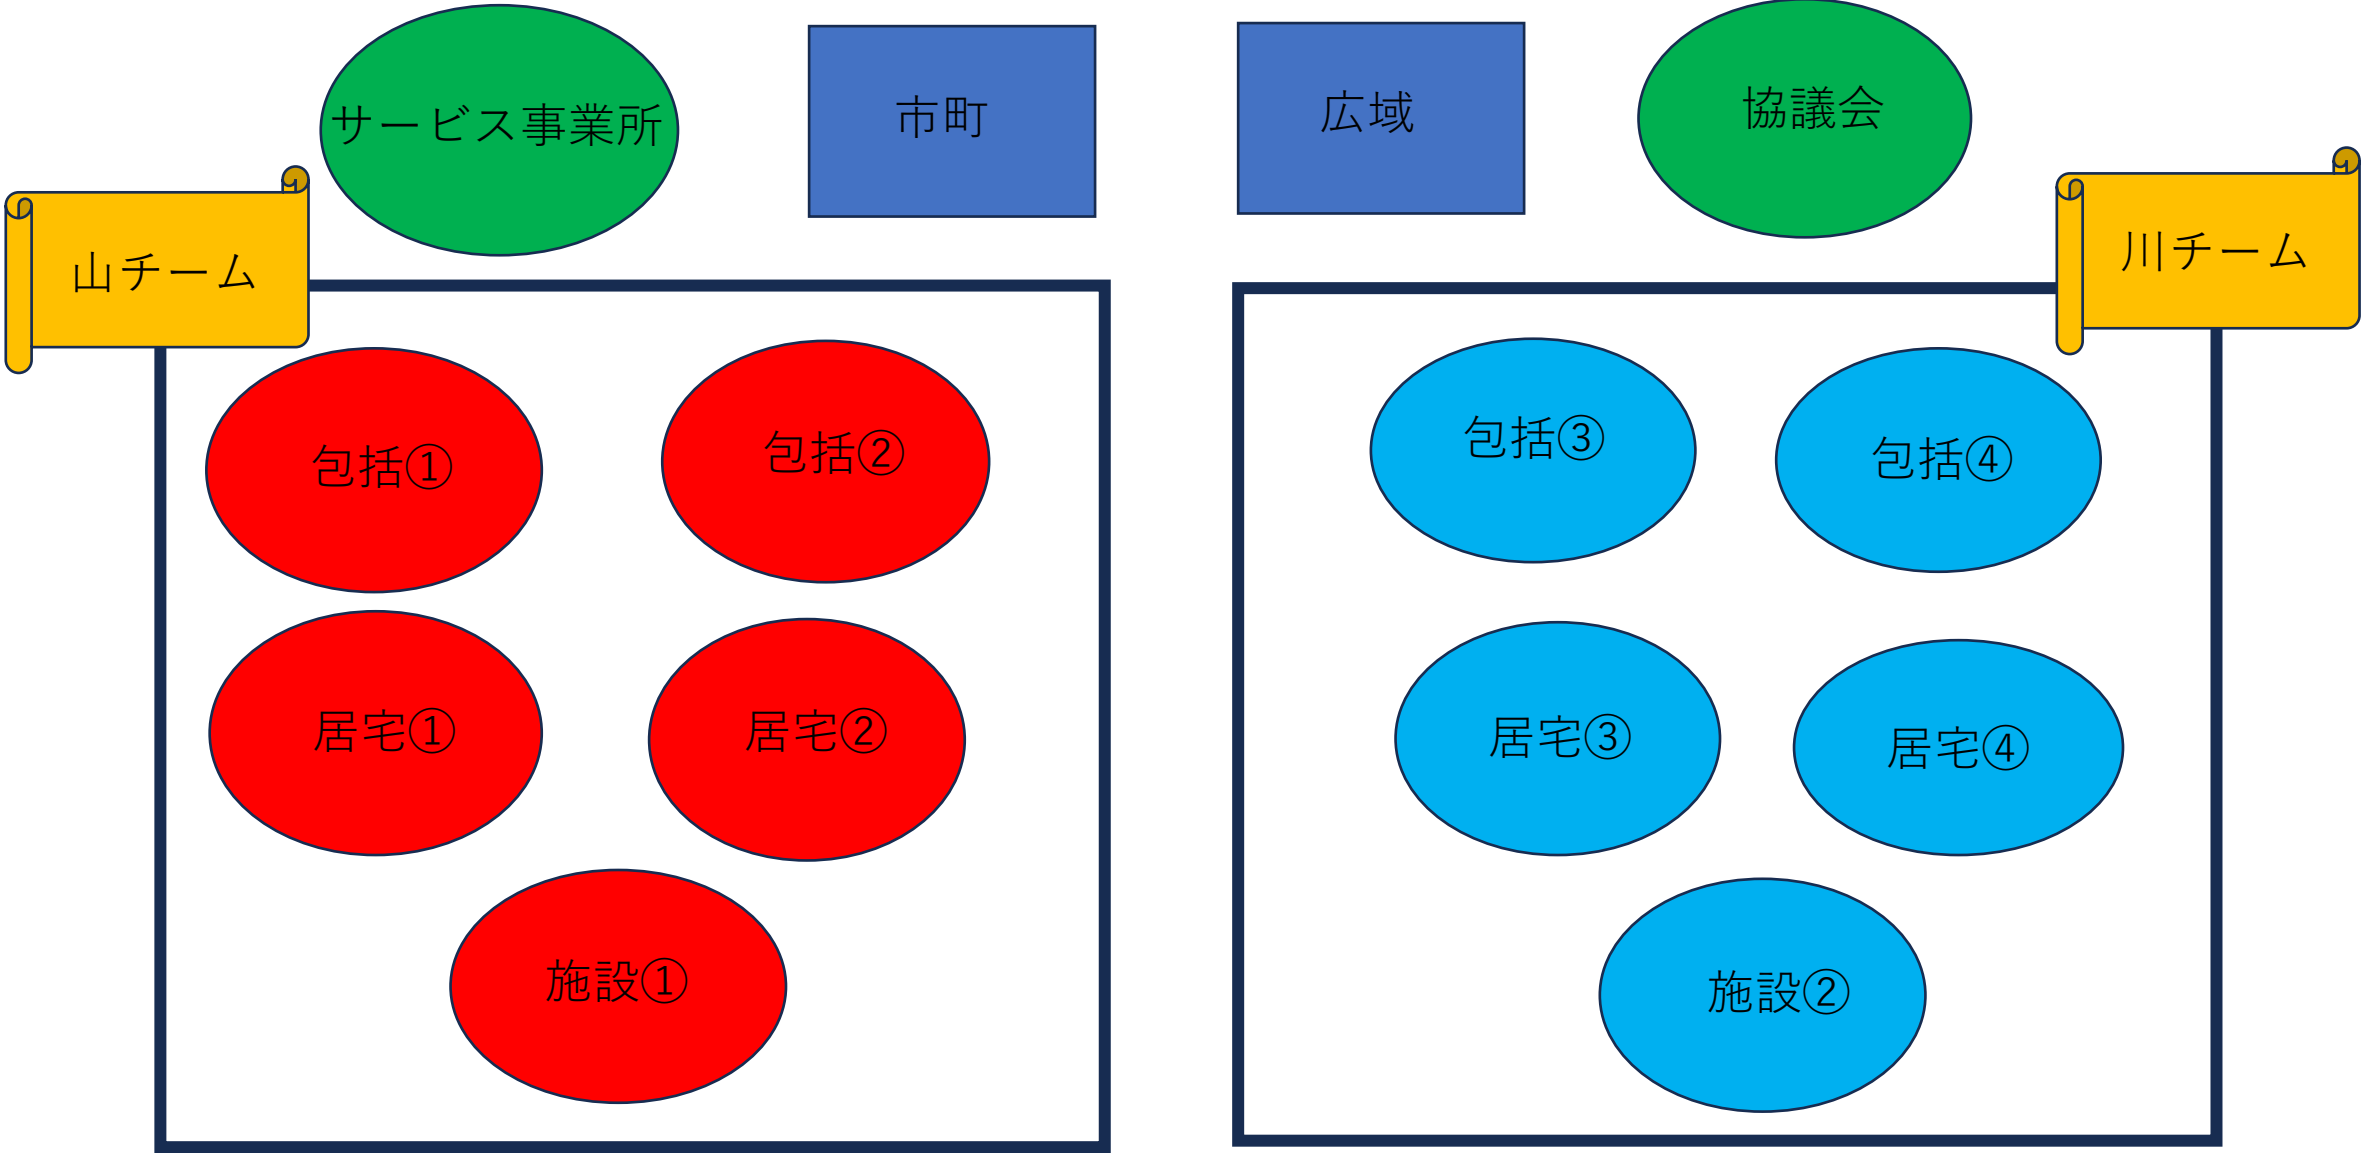 サービス事業所
市町
広域
協議会
山チーム
川チーム
包括①
包括②
居宅①
居宅②
施設①
包括③
包括④
居宅③
居宅④
施設②